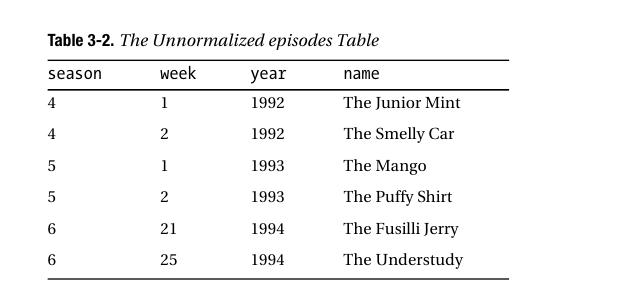 Table 3-2. The Unnormalized episodes Table
season week year name
4 1 1992 The Junior Mint
4 2 1992 The Smelly Car
5 1 1993 The Mango
5 2 1993 The Puffy Shirt
6 21 1994 The Fusilli Jerry
6 25 1994 The Understudy